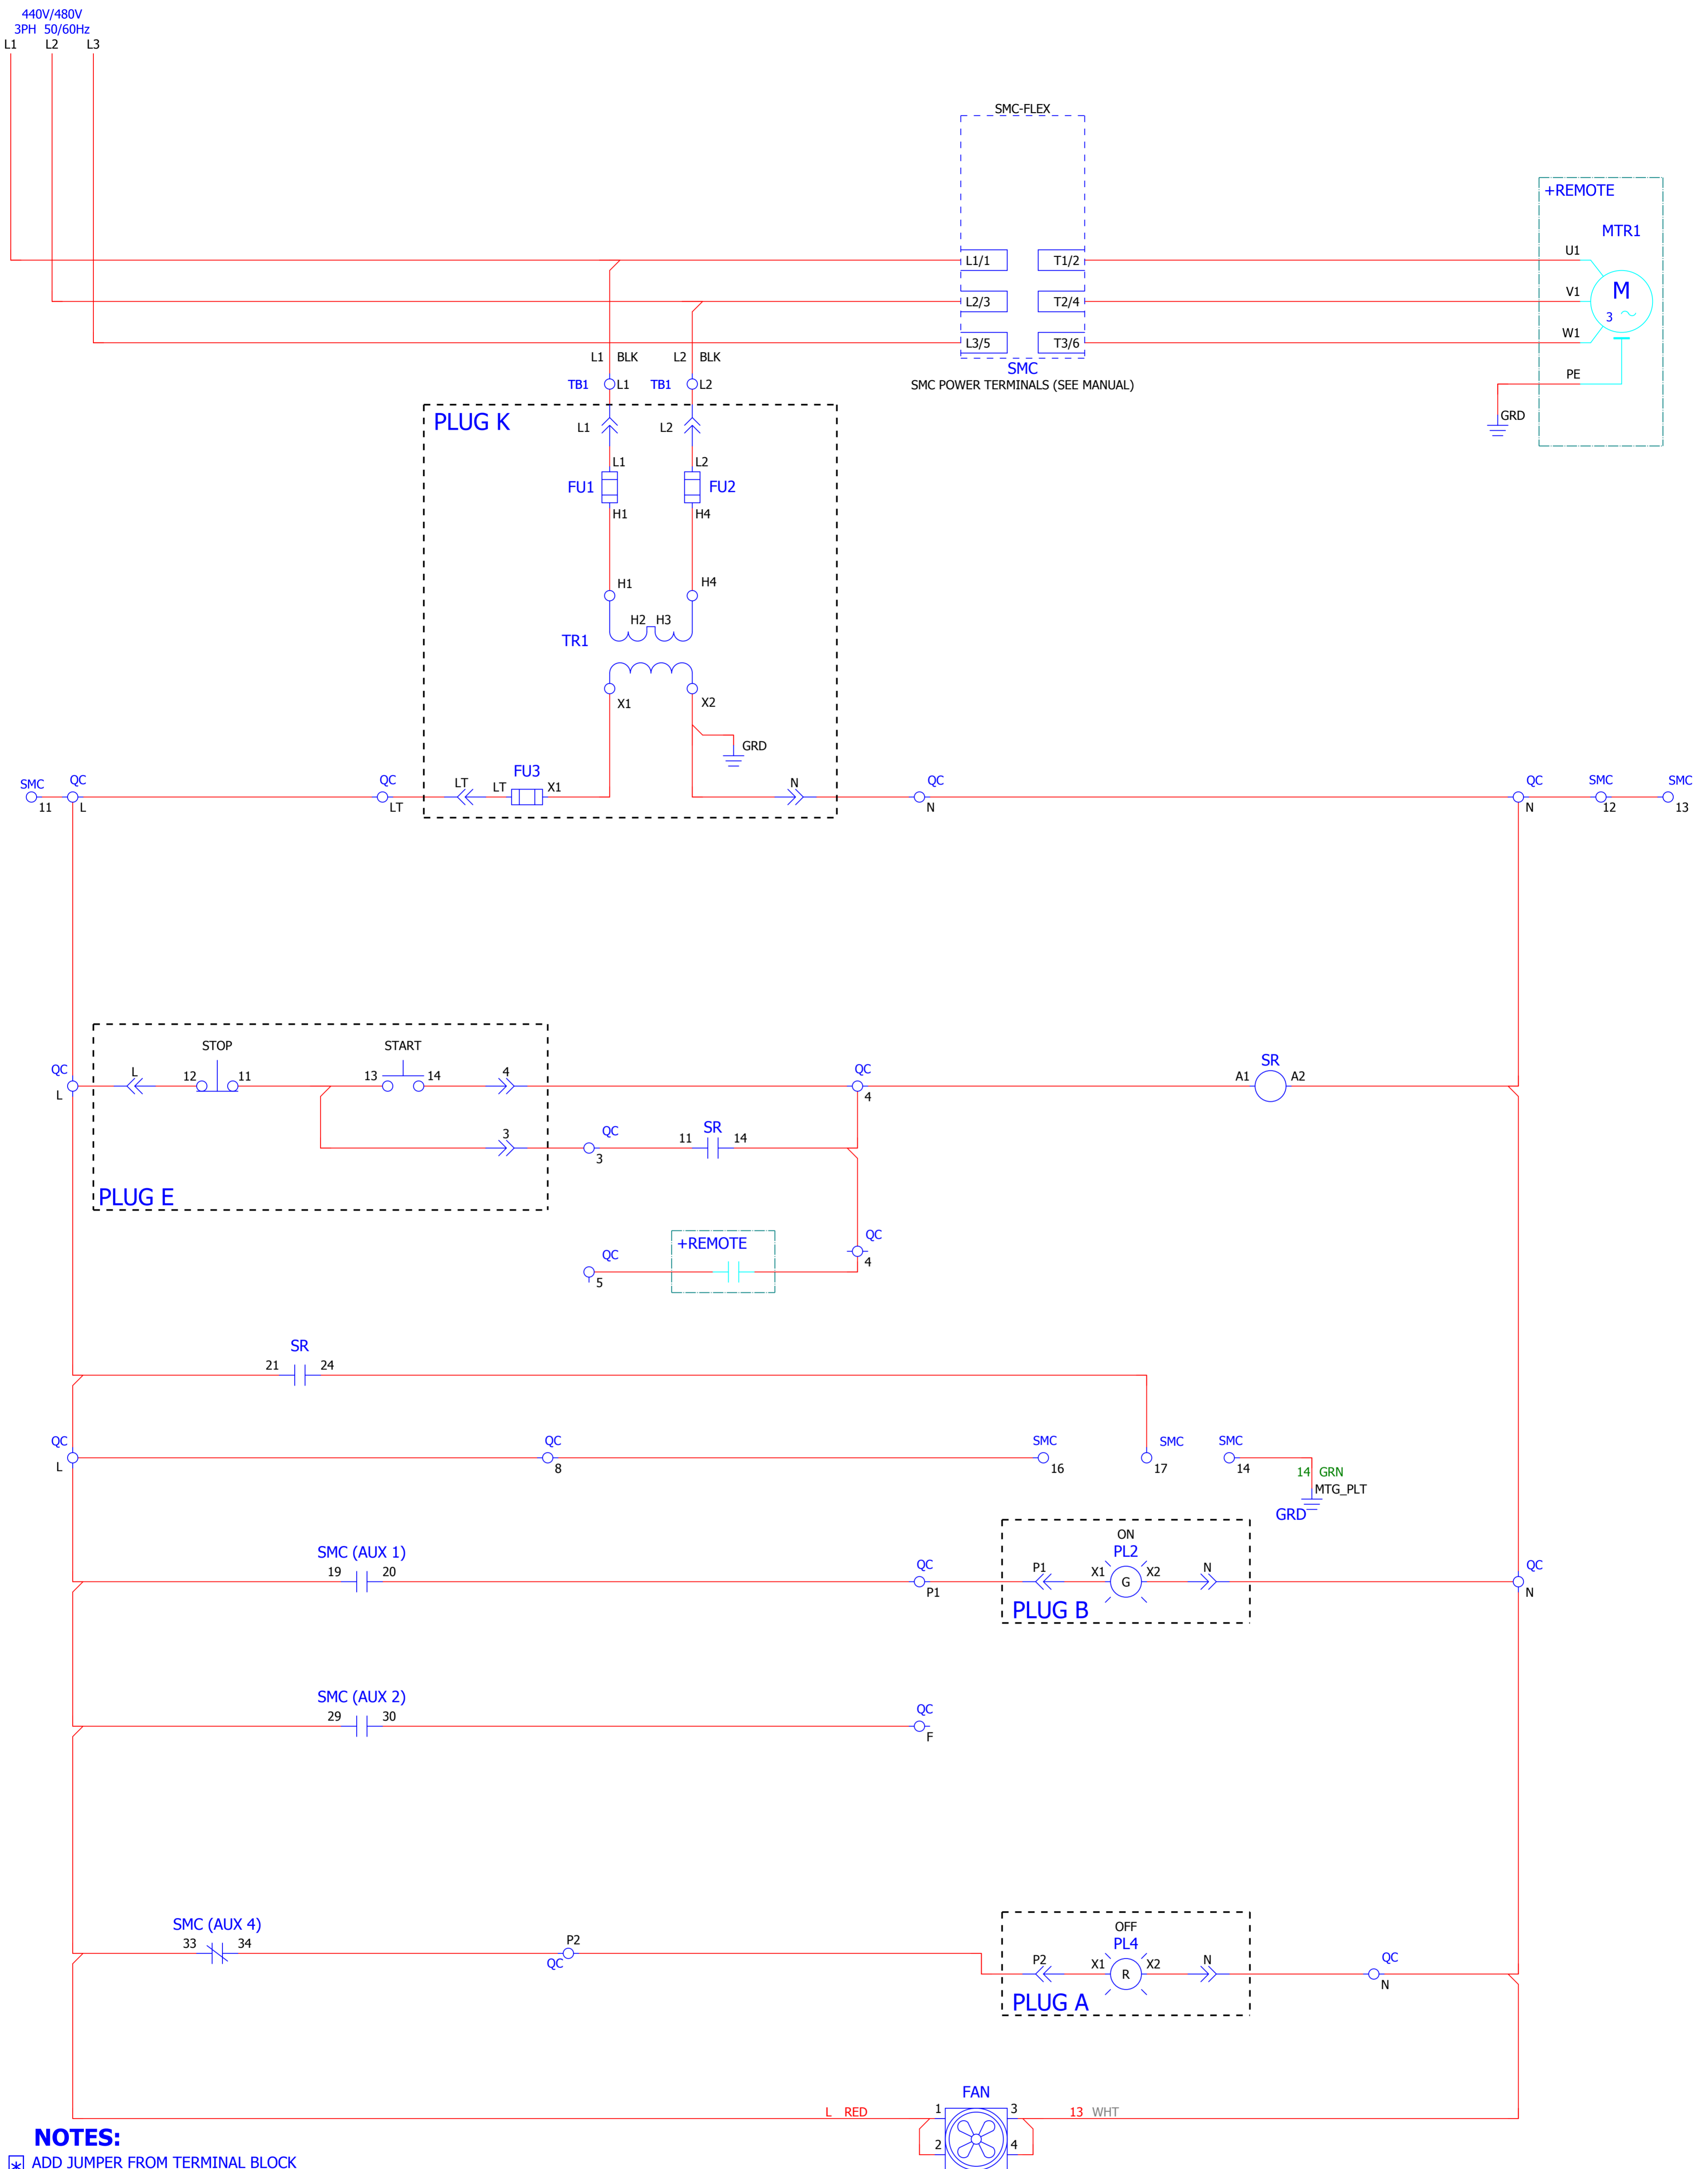 440V/480V
3PH 50/60Hz
L1 L2 L3
SMC-FLEX
+REMOTE
MTR1
L1/1 T1/2 U1
L2/3 T2/4 V1 M
3
L3/5 T3/6 W1
L1 BLK L2 BLK
SMC
SMC POWER TERMINALS (SEE MANUAL)
PE
TB1 L1 TB1 L2
GRD
PLUG K
L1 L2
L1 L2
FU1 FU2
H1 H4
H1 H4
H2 H3
TR1
X1 X2
GRD
FU3
SMC QC QC LT LT X1 N QC QC SMC SMC
11 L LT N N 12 13
STOP START
QC L 12 11 13 14 4 QC SR
L 4 A1 A2
3 QC SR
3 11 14
PLUG E
+REMOTE
QC QC
5 4
SR
21 24
QC QC SMC SMC SMC
L 8 16 17 14
14 GRN
MTG_PLT
GRD
ON
SMC (AUX 1) PL2
19 20 QC P1 X1 G X2 N QC
P1 N
PLUG B
SMC (AUX 2)
29 30 QC
F
SMC (AUX 4) OFF
33 34 P2 PL4
QC P2 X1 R X2 N QC
N
PLUG A
FAN
L RED 1 3 13 WHT
2 4
NOTES:
* ADD JUMPER FROM TERMINAL BLOCK